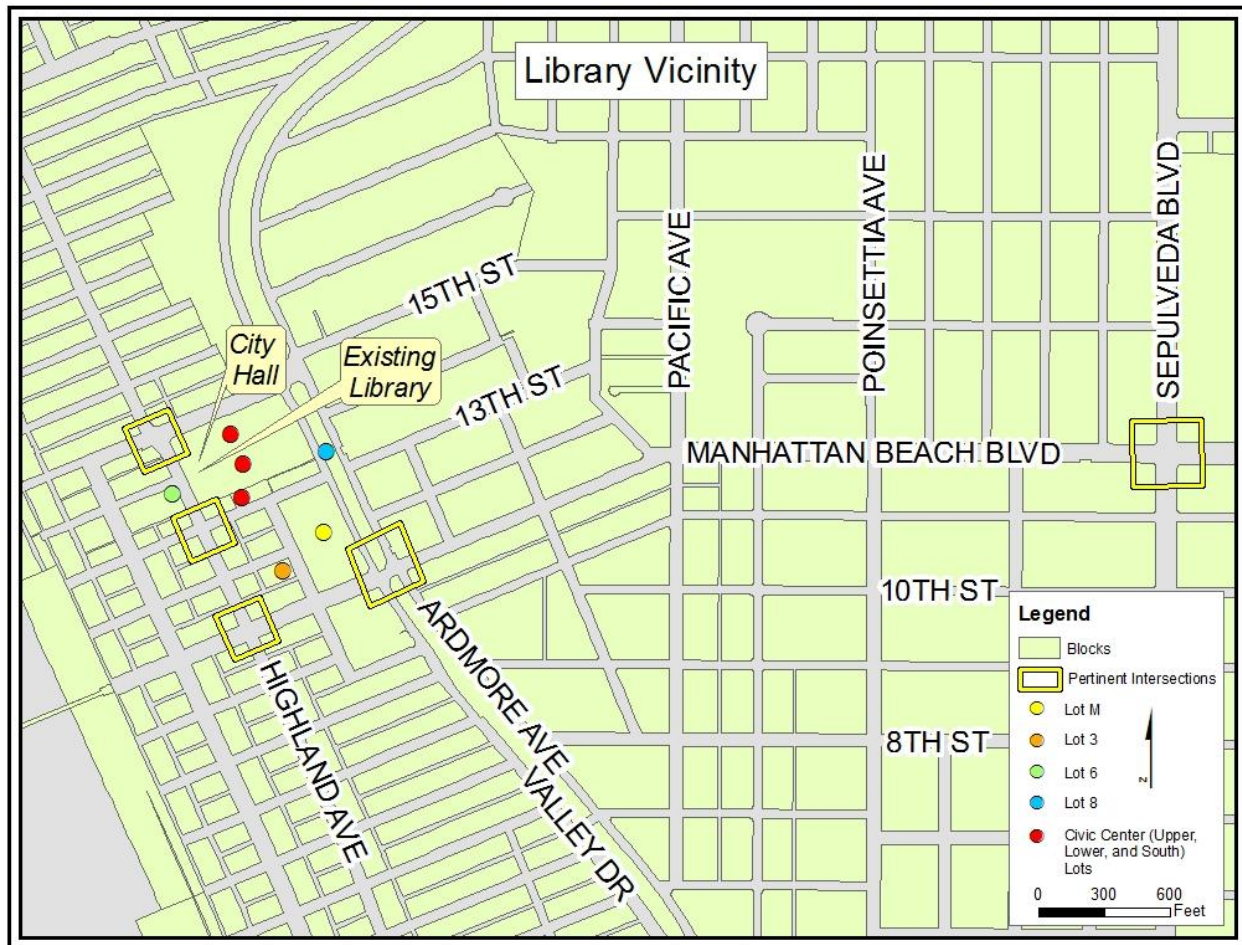 Library Vicinity
SEPULVEDA BLVD
POINSETTIA AVE
PACIFIC AVE
15TH ST
City
Hall
Existing
Library
13TH ST
MANHATTAN BEACH BLVD
10TH ST
ARDMORE AVE
HIGHLAND AVE
8TH ST
VALLEY DR
Legend
Blocks
Pertinent Intersections
Lot M
Lot 3
Lot 6
N
Lot 8
Civic Center (Upper,
Lower, and South)
Lots
0 300 600
Feet